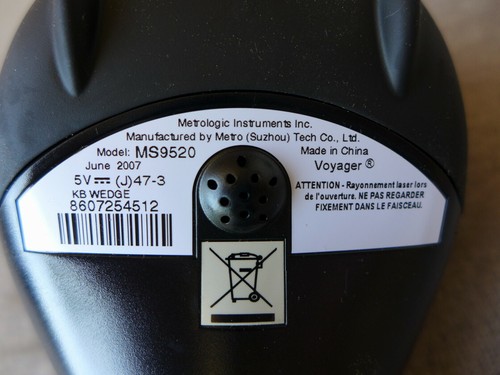 Metrologic Instruments Inc.
Manufactured by Metro (Suzhou) Tech Co., Ltd.
Model: MS9520
Made in China
June 2007
Voyager ®
5V⎓ (J)47-3
KB WEDGE
8607254512
ATTENTION - Rayonnement laser lors
de l'ouverture. NE PAS REGARDER
FIXEMENT DANS LE FAISCEAU.